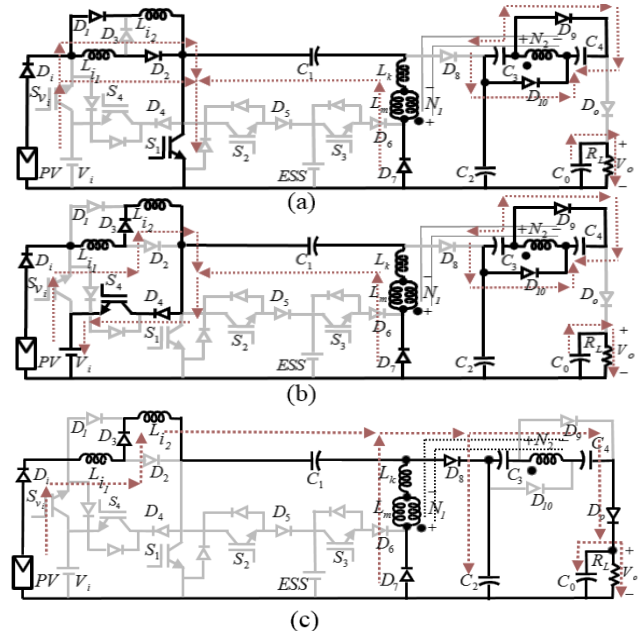 D1 D3 Li2 Li1 D2 Di Svi S4 D4 S1 PV Vi C1 S2 D5 ESS S3 D6 Lk Lm N1 − + D7 D8 C2 C3 +N2− D9 D10 C4 Do C0 RL Vo + −
(a)
D1 D3 Li2 Li1 D2 Di Svi S4 D4 S1 PV Vi C1 S2 D5 ESS S3 D6 Lk Lm N1 − + D7 D8 C2 C3 +N2− D9 D10 C4 Do C0 RL Vo + −
(b)
D1 D3 Li2 Li1 D2 Di Svi S4 D4 S1 PV Vi C1 S2 D5 ESS S3 D6 Lk Lm N1 − + D7 D8 C2 C3 +N2− D9 D10 C4 Do C0 RL Vo + −
(c)